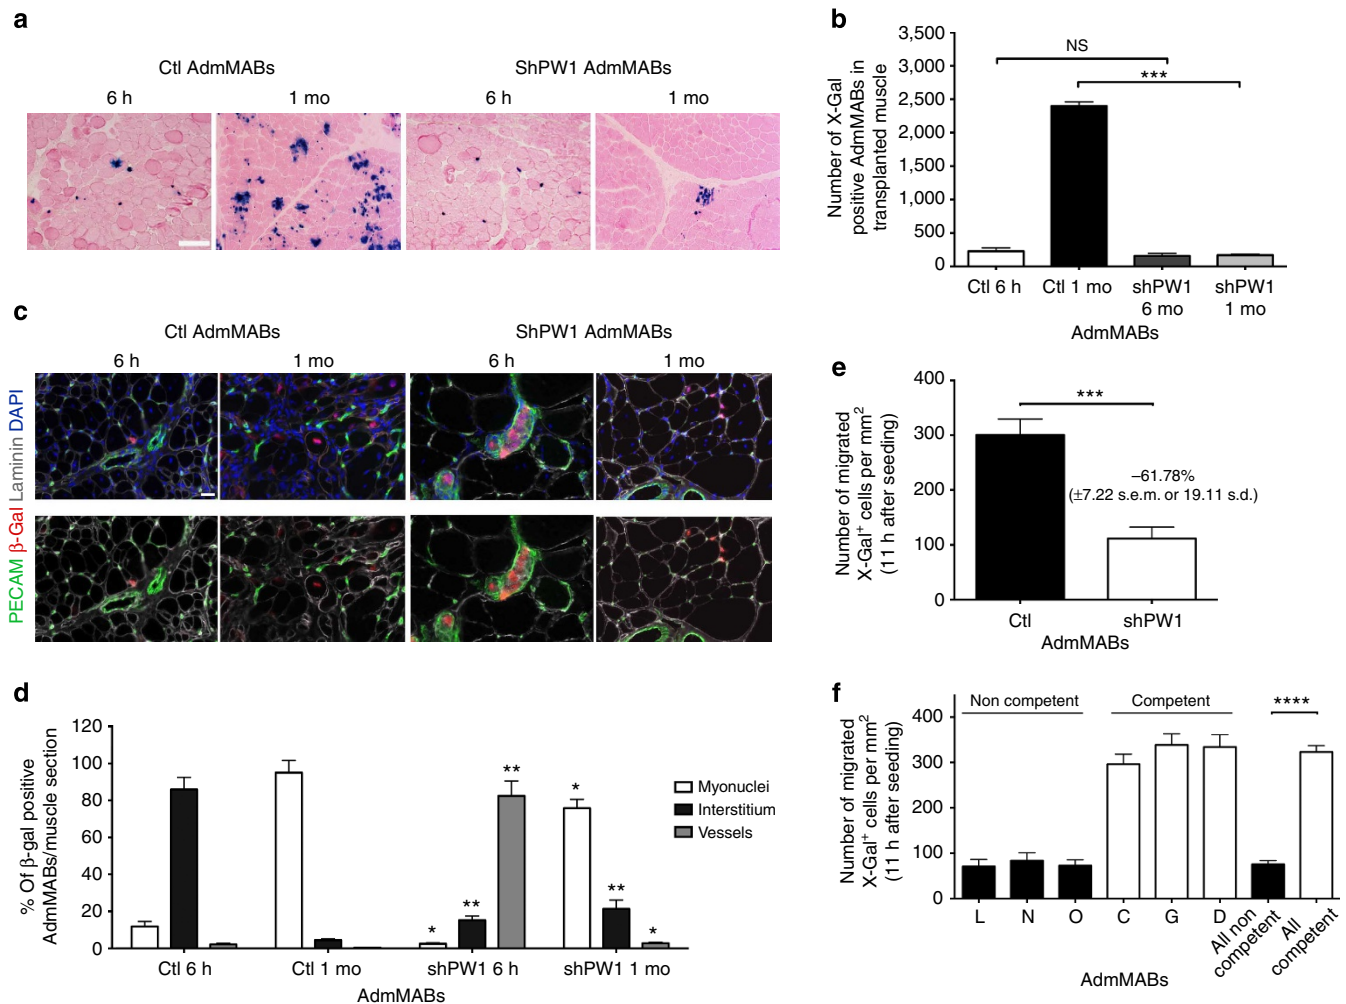 a
Ctl AdmMABs
ShPW1 AdmMABs
6 h
1 mo
6 h
1 mo
b
3,500
3,000
2,500
2,000
1,500
1,000
500
0
Number of X-Gal
positive AdmMABs in
transplanted muscle
NS
***
Ctl 6 h
Ctl 1 mo
shPW1
6 mo
shPW1
1 mo
AdmMABs
c
Ctl AdmMABs
ShPW1 AdmMABs
6 h
1 mo
6 h
1 mo
PECAM β-Gal Laminin DAPI
e
400
300
200
100
0
Number of migrated
X-Gal+ cells per mm2
(11 h after seeding)
***
–61.78%
(±7.22 s.e.m. or 19.11 s.d.)
Ctl
shPW1
AdmMABs
d
120
100
80
60
40
20
0
% Of β-gal positive
AdmMABs/muscle section
*
**
**
*
**
*
Myonuclei
Interstitium
Vessels
Ctl 6 h
Ctl 1 mo
shPW1 6 h
shPW1 1 mo
AdmMABs
f
400
300
200
100
0
Number of migrated
X-Gal+ cells per mm2
(11 h after seeding)
Non competent
Competent
****
L
N
O
C
G
D
All non
competent
All
competent
AdmMABs